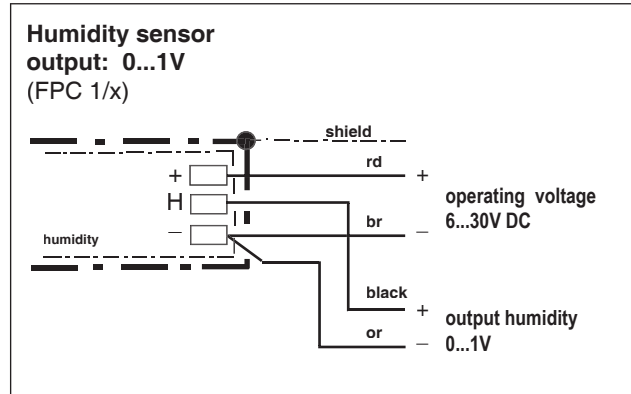 Humidity sensor
output: 0...1V
(FPC 1/x)
shield
rd
+ +
operating voltage
H
6...30V DC
br
– –
humidity
black
+
output humidity
or
– 0...1V